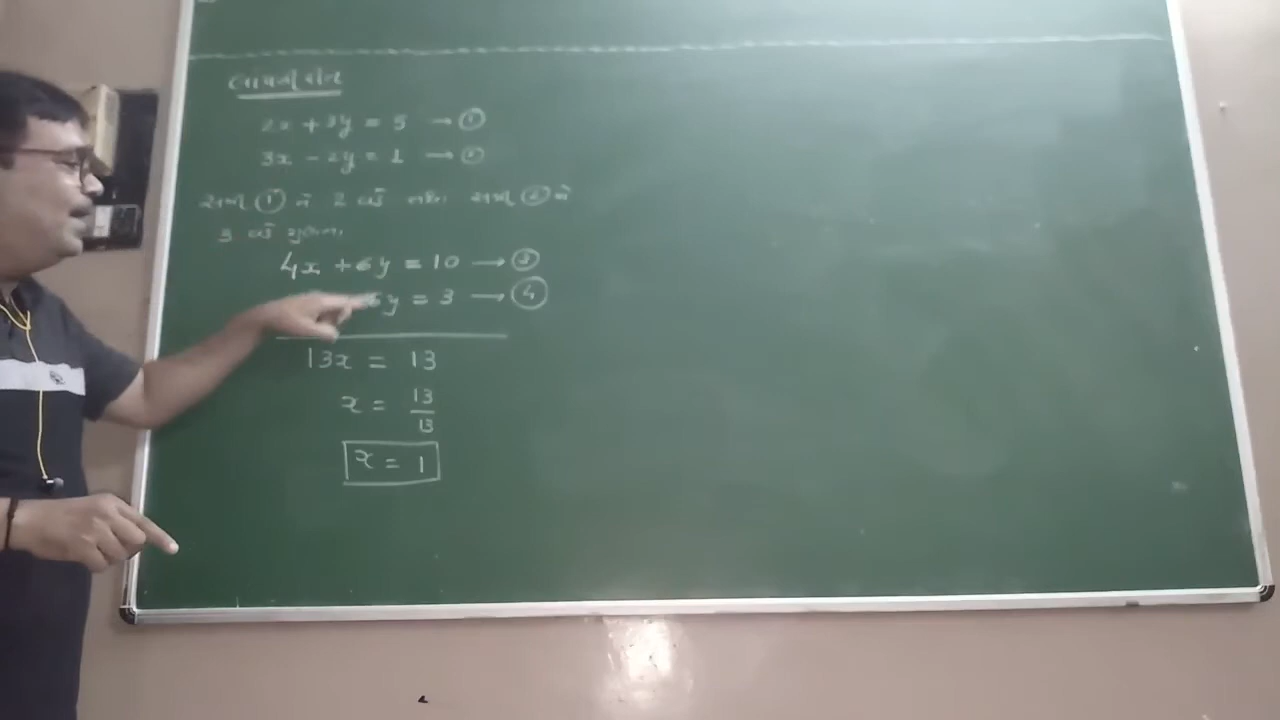 લોપની રીત
2x + 3y = 5 → ①
3x - 2y = 1 → ②
સમી ① ને 2 વડે તથા સમી ② ને
3 વડે ગુણતા
4x + 6y = 10 → ③
6y = 3 → ④
13x = 13
x = 13/13
x = 1